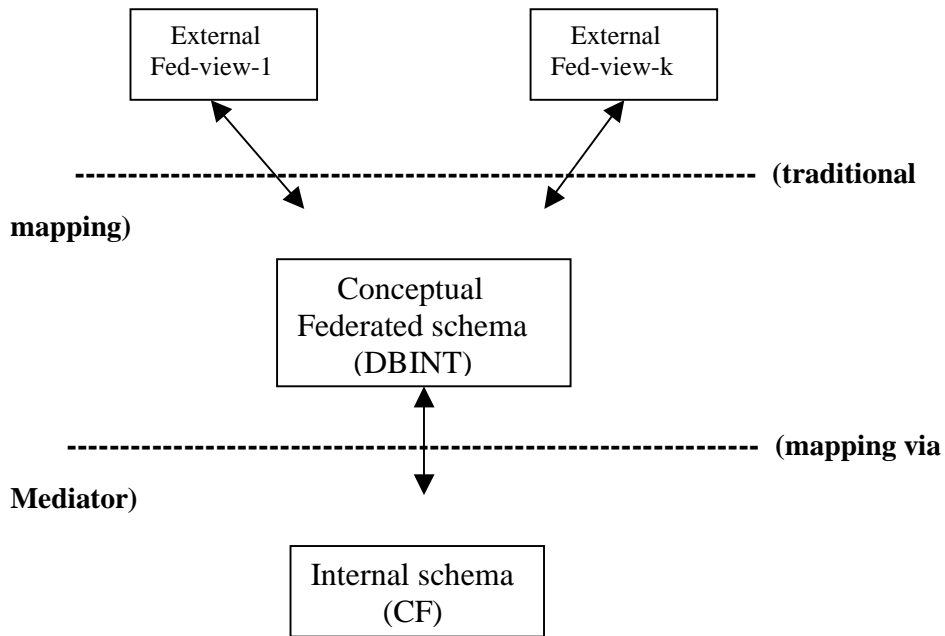 External
Fed-view-1
External
Fed-view-k
(traditional
mapping)
Conceptual
Federated schema
(DBINT)
(mapping via
Mediator)
Internal schema
(CF)